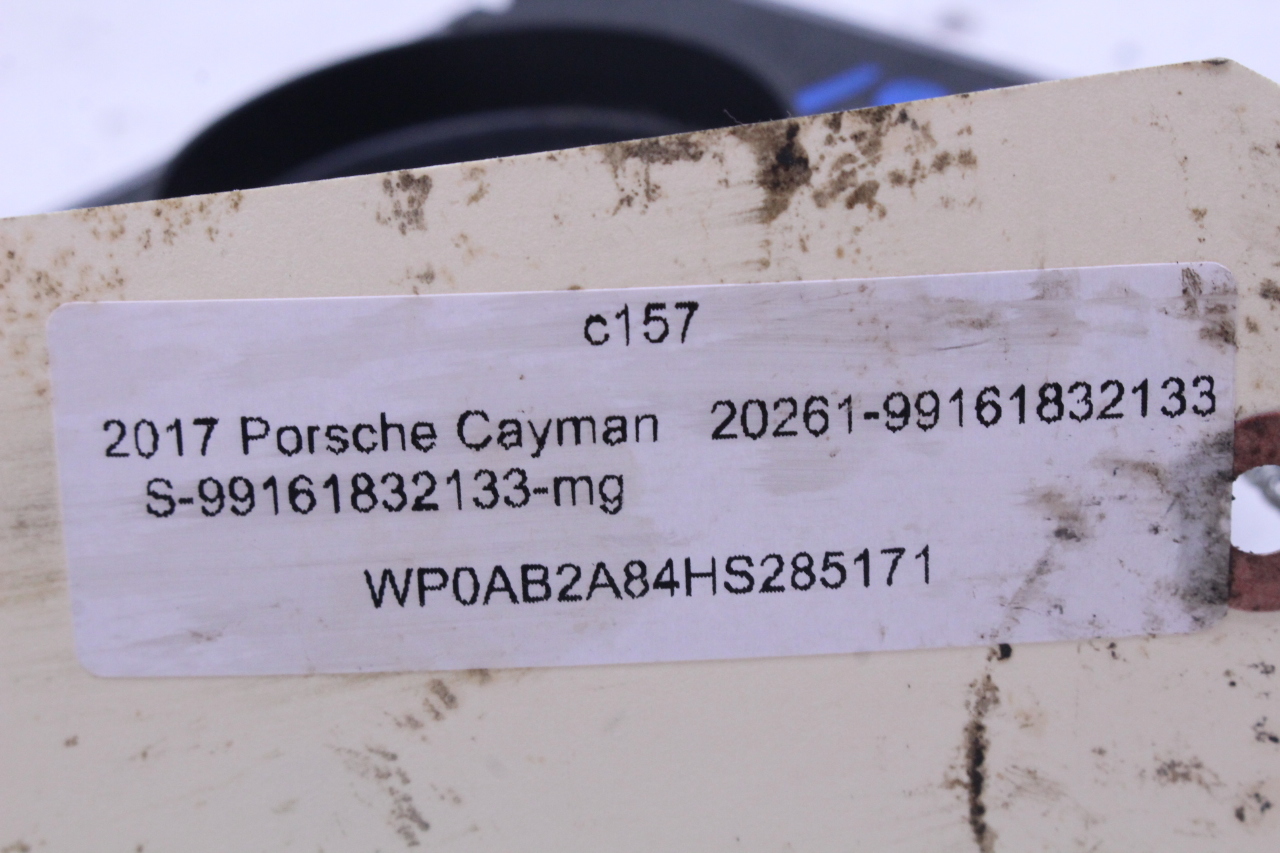 c157
2017 Porsche Cayman 20261-99161832133
S-99161832133-mg
WP0AB2A84HS285171